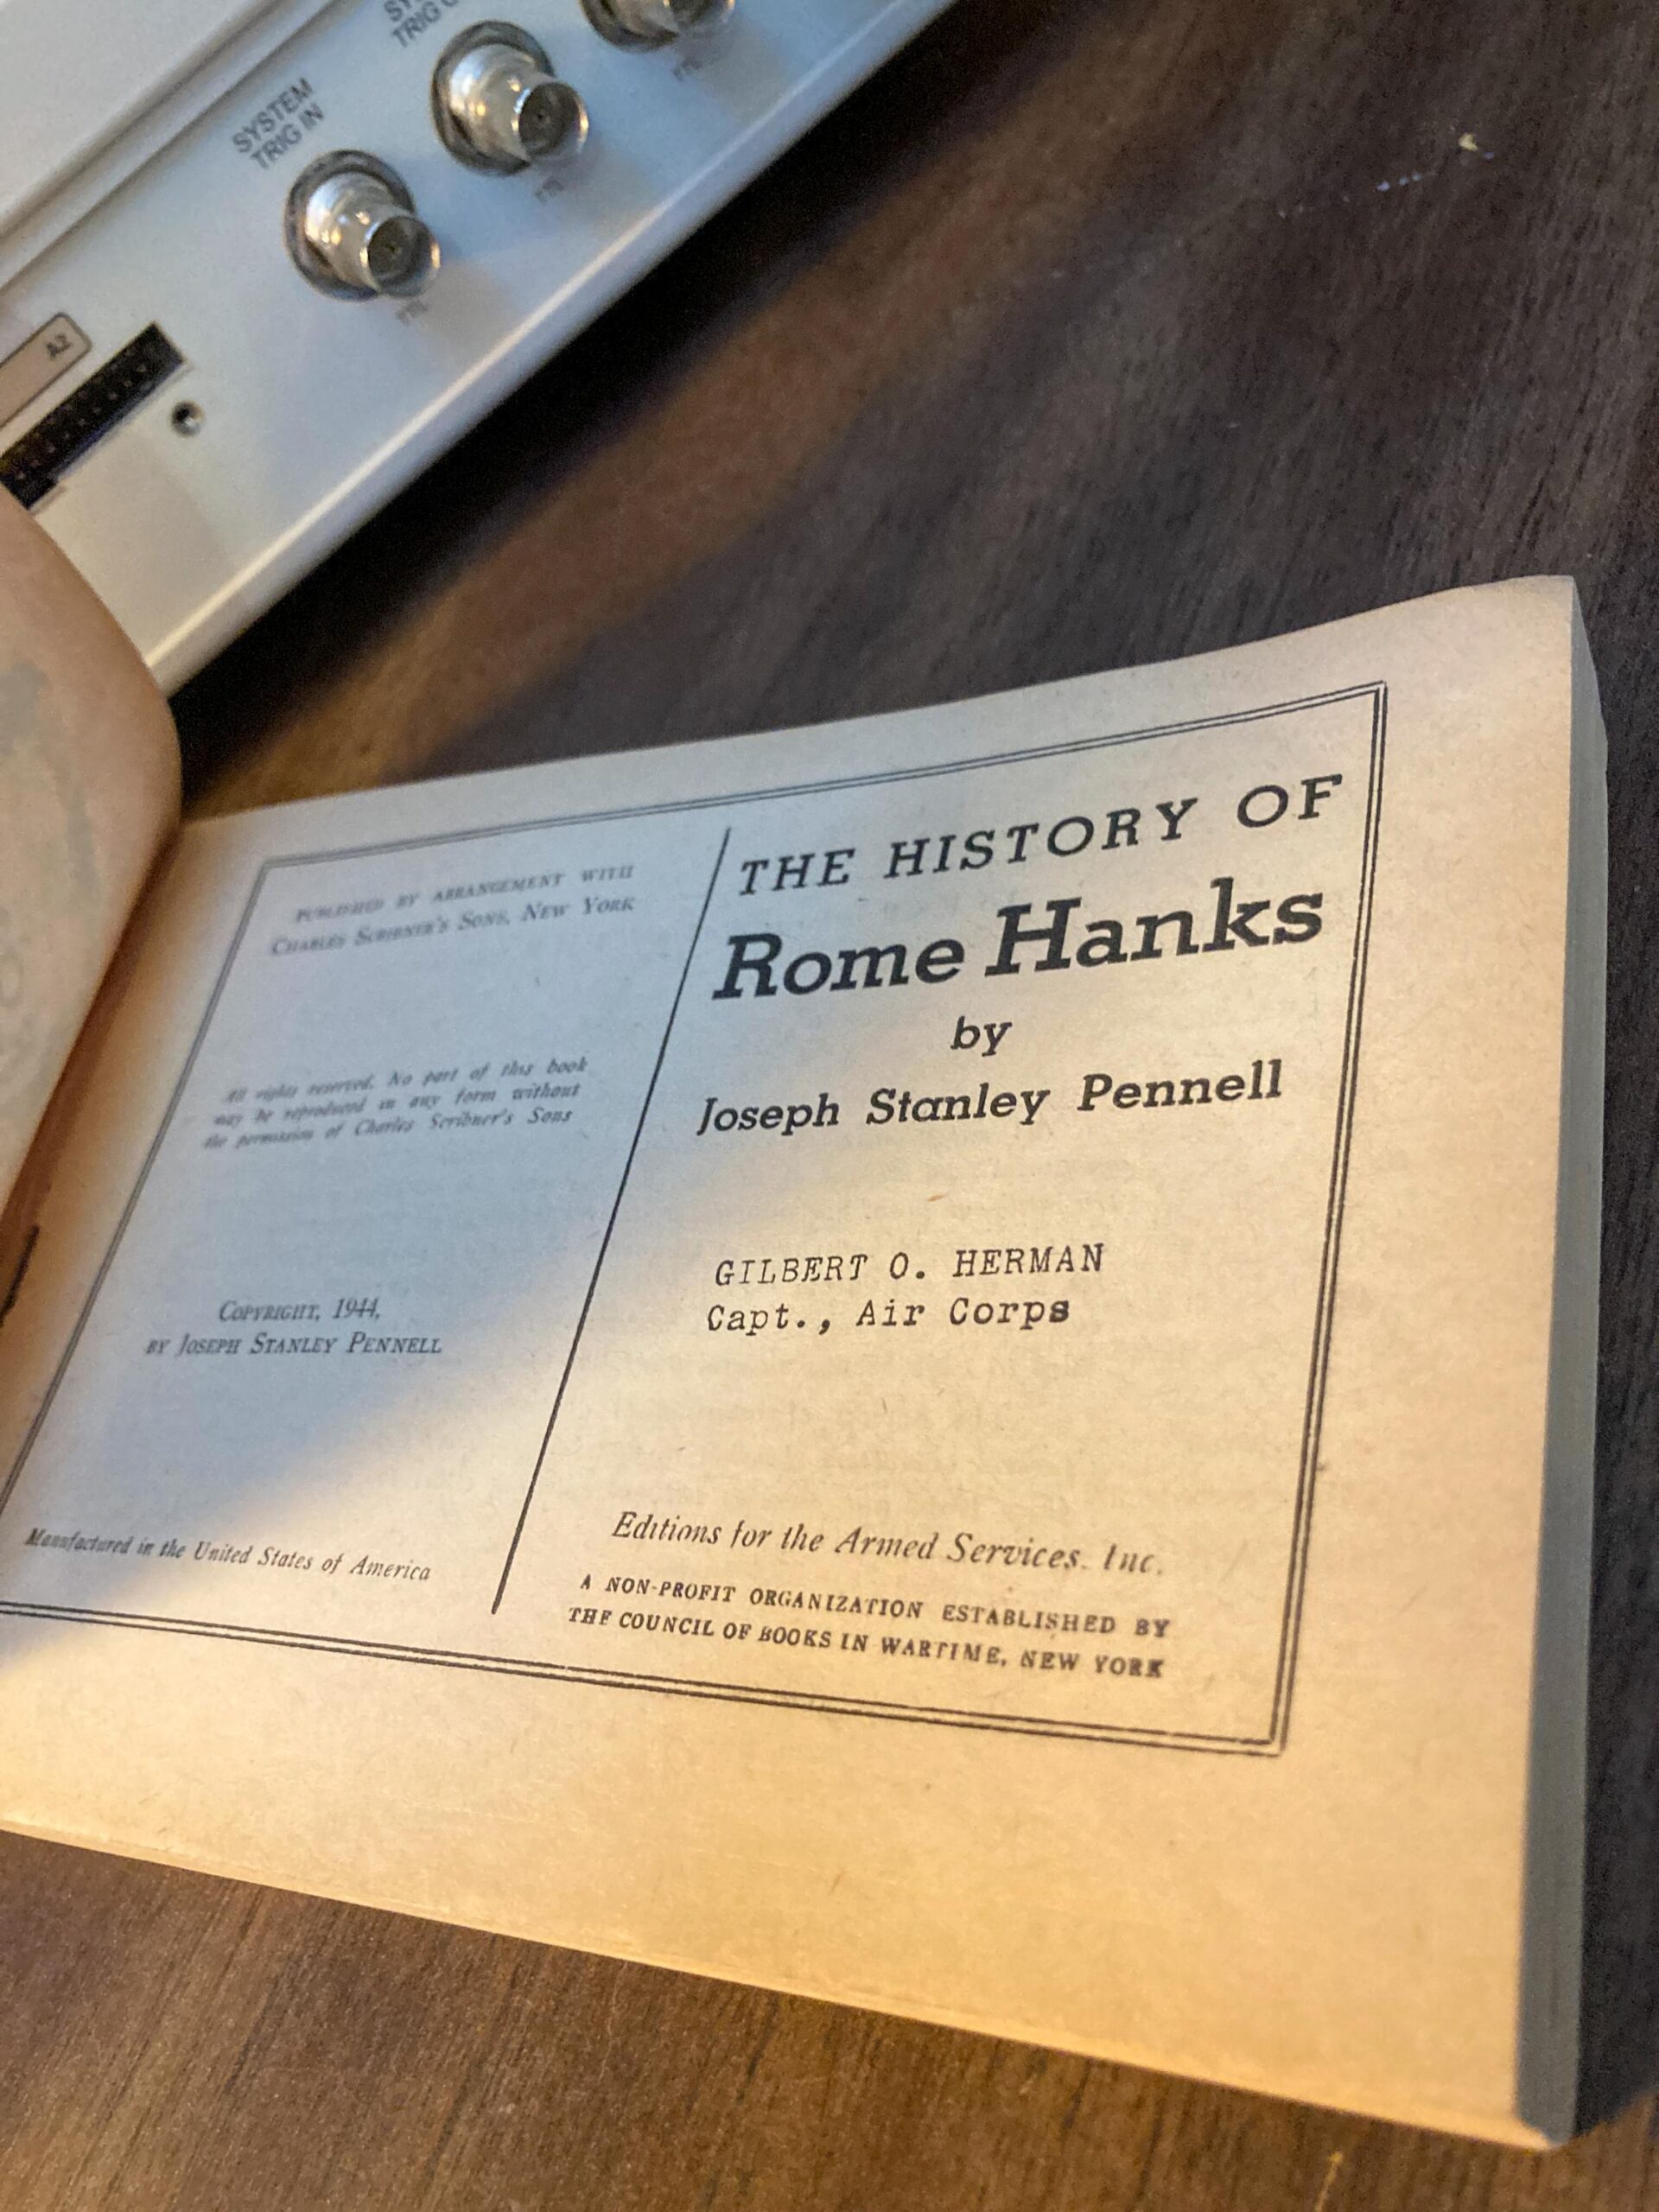 SYSTEM
TRIG IN
TRIG
A2
PUBLISHED BY ARRANGEMENT WITH
CHARLES SCRIBNER'S SONS, NEW YORK
All rights reserved. No part of this book
may be reproduced in any form without
the permission of Charles Scribner's Sons
COPYRIGHT, 1944,
BY JOSEPH STANLEY PENNELL
Manufactured in the United States of America
THE HISTORY OF
Rome Hanks
by
Joseph Stanley Pennell
GILBERT O. HERMAN
Capt., Air Corps
Editions for the Armed Services, Inc.
A NON-PROFIT ORGANIZATION ESTABLISHED BY
THE COUNCIL OF BOOKS IN WARTIME, NEW YORK